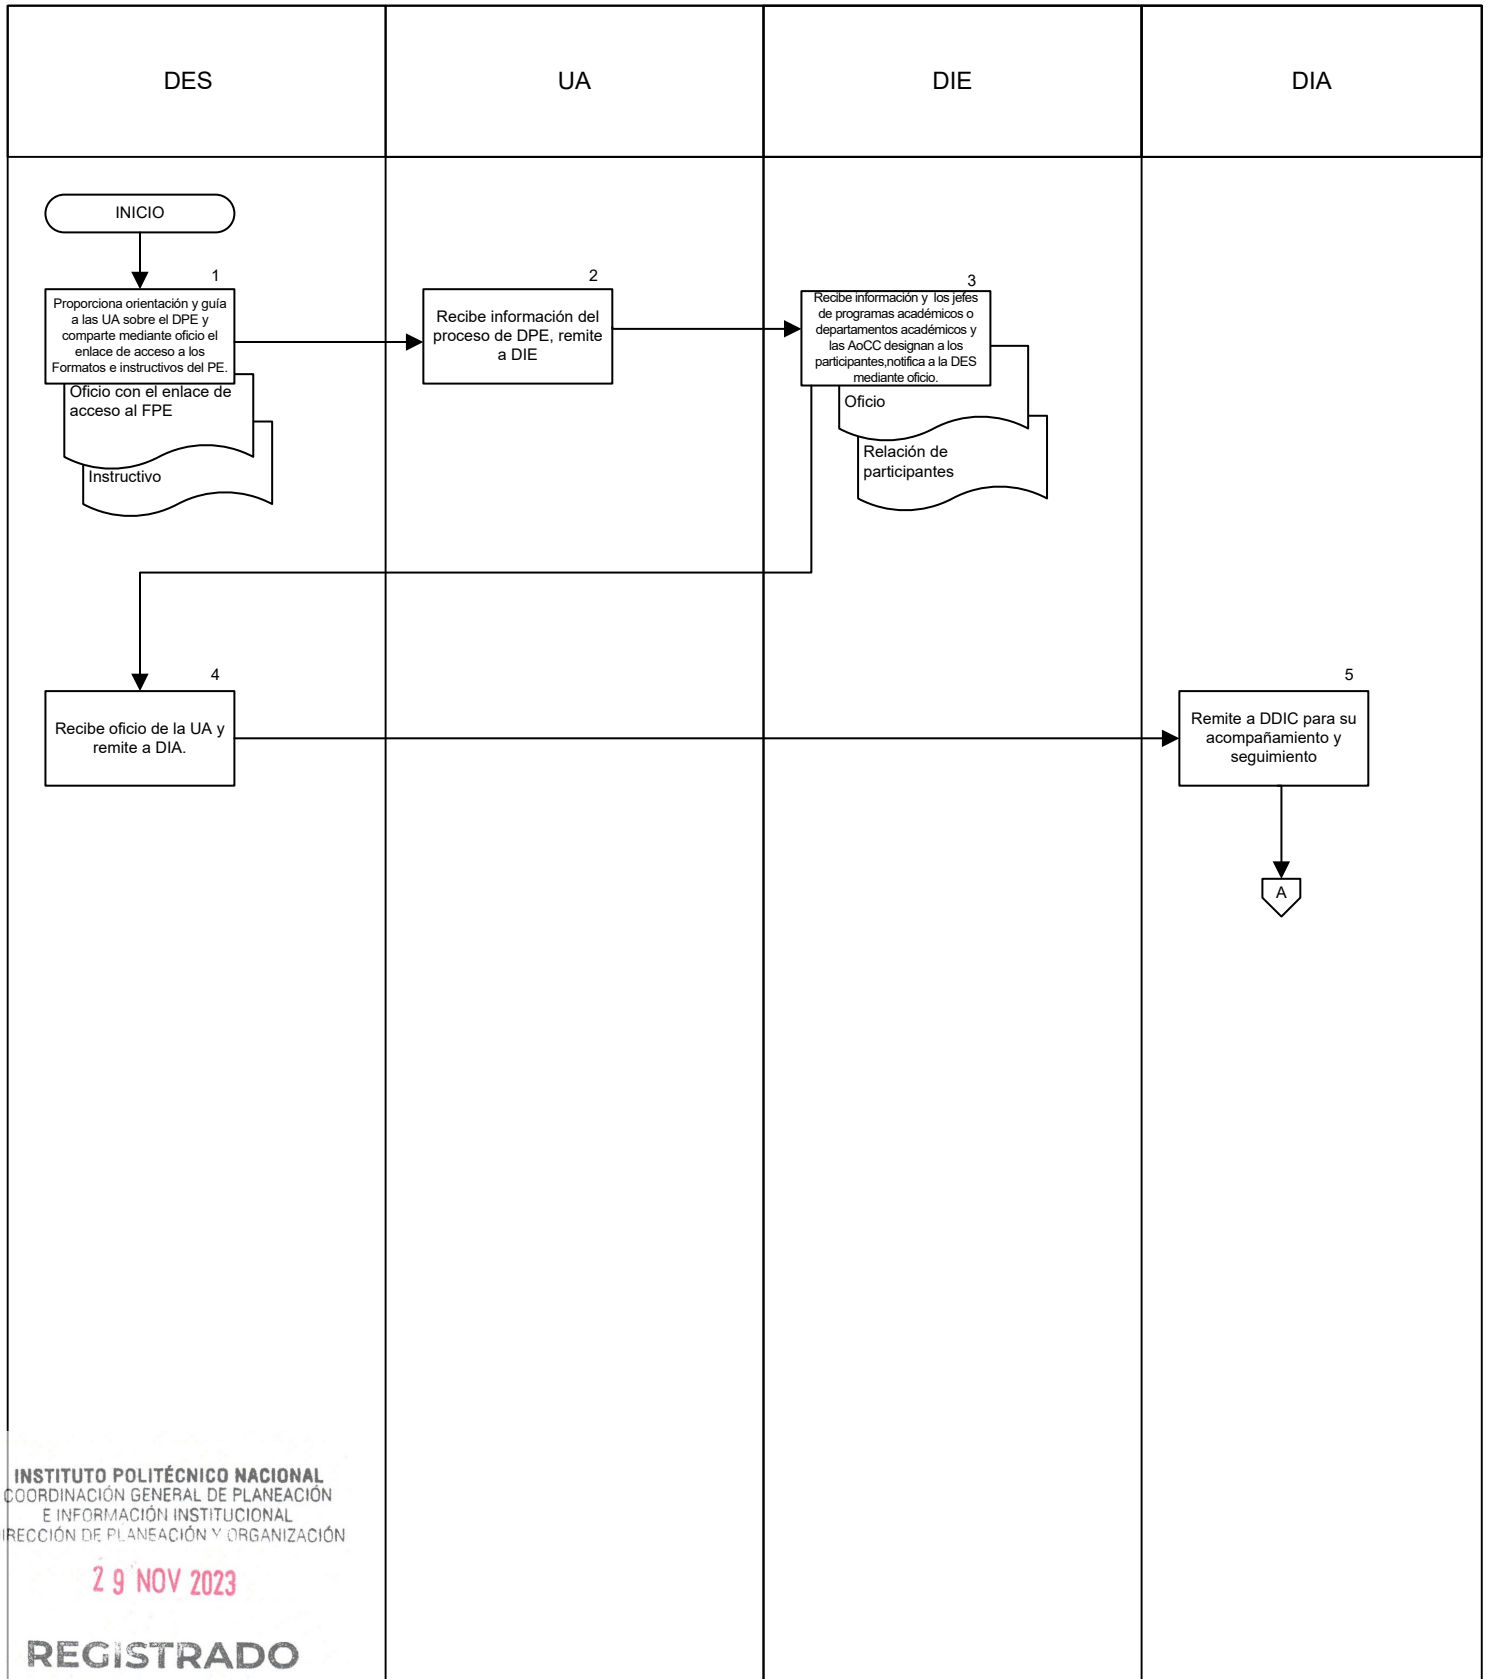 DES
UA
DIE
DIA
INICIO
1
Proporciona orientación y guía
a las UA sobre el DPE y
comparte mediante oficio el
enlace de acceso a los
Formatos e instructivos del PE.
Oficio con el enlace de
acceso al FPE
Instructivo
2
Recibe información del
proceso de DPE, remite
a DIE
3
Recibe información y los jefes
de programas académicos o
departamentos académicos y
las AoCC designan a los
participantes,notifica a la DES
mediante oficio.
Oficio
Relación de
participantes
4
Recibe oficio de la UA y
remite a DIA.
5
Remite a DDIC para su
acompañamiento y
seguimiento
A
INSTITUTO POLITÉCNICO NACIONAL
COORDINACIÓN GENERAL DE PLANEACIÓN
E INFORMACIÓN INSTITUCIONAL
IRECCIÓN DE PLANEACIÓN Y ORGANIZACIÓN
29 NOV 2023
REGISTRADO